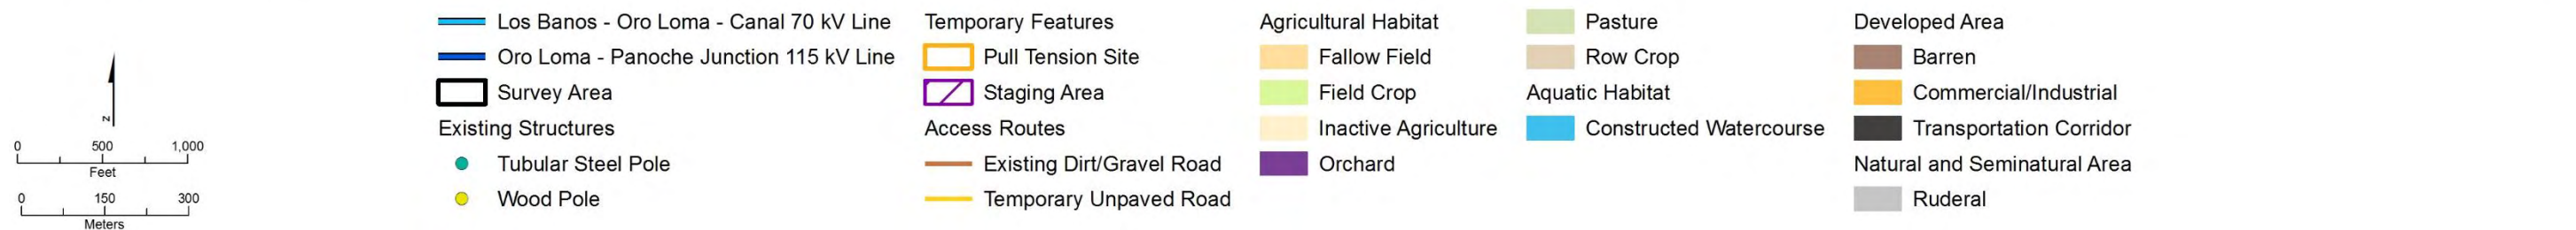 N
0 500 1,000
Feet
0 150 300
Meters
Los Banos - Oro Loma - Canal 70 kV Line
Oro Loma - Panoche Junction 115 kV Line
Survey Area
Existing Structures
Tubular Steel Pole
Wood Pole
Temporary Features
Pull Tension Site
Staging Area
Access Routes
Existing Dirt/Gravel Road
Temporary Unpaved Road
Agricultural Habitat
Fallow Field
Field Crop
Inactive Agriculture
Orchard
Pasture
Row Crop
Aquatic Habitat
Constructed Watercourse
Developed Area
Barren
Commercial/Industrial
Transportation Corridor
Natural and Seminatural Area
Ruderal